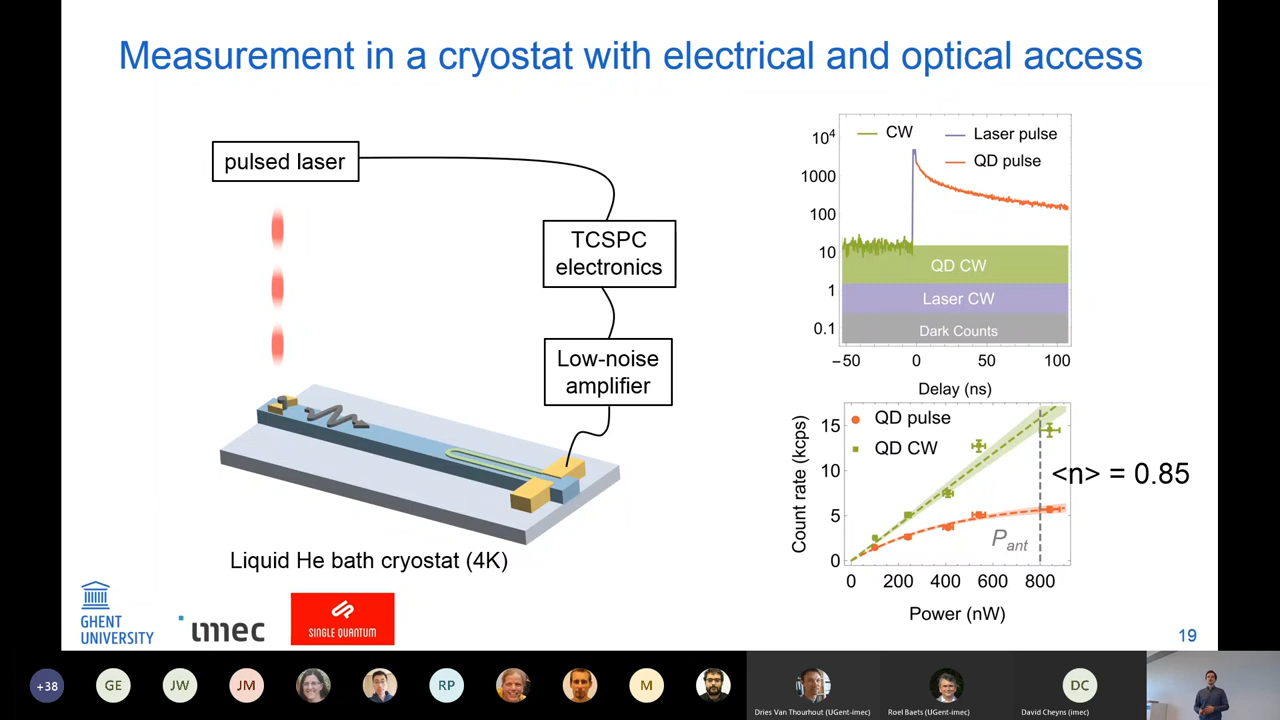 Measurement in a cryostat with electrical and optical access
pulsed laser
TCSPC
electronics
Low-noise
amplifier
Liquid He bath cryostat (4K)
CW
Laser pulse
QD pulse
10⁴
1000
100
10
1
0.1
QD CW
Laser CW
Dark Counts
−50
0
50
100
Delay (ns)
Count rate (kcps)
15
10
5
0
QD pulse
QD CW
<n> = 0.85
Pant
0
200
400
600
800
Power (nW)
GHENT
UNIVERSITY
imec
SINGLE QUANTUM
19
+38
GE
JW
JM
RP
M
DC
Dries Van Thourhout (UGent-imec)
Roel Baets (UGent-imec)
David Cheyns (imec)